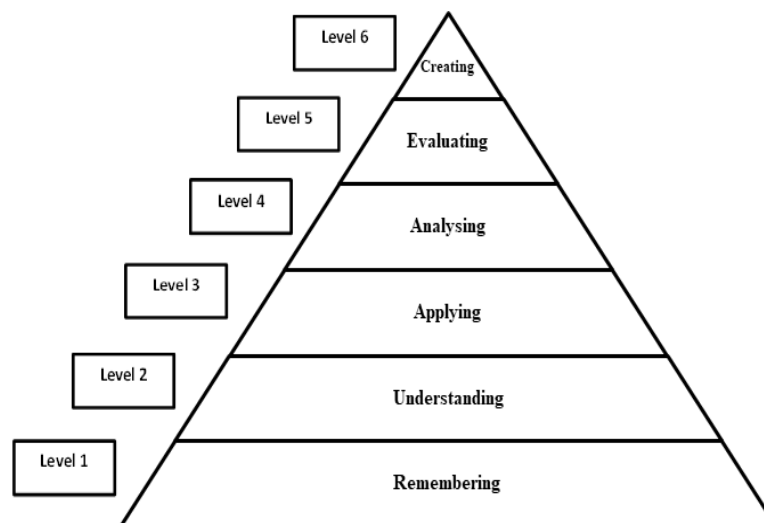 Level 6
Creating
Level 5
Evaluating
Level 4
Analysing
Level 3
Applying
Level 2
Understanding
Level 1
Remembering